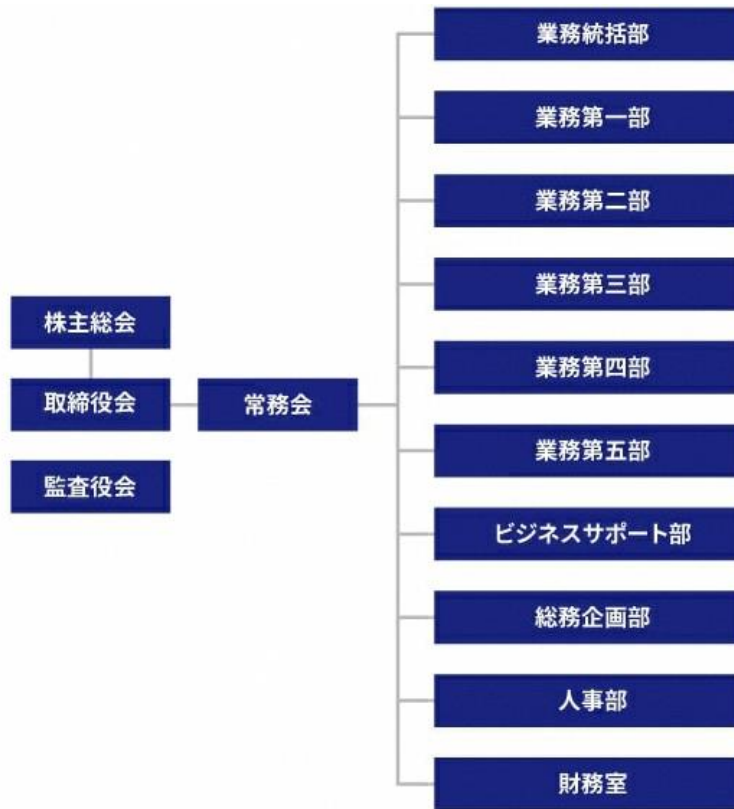 株主総会
取締役会
監査役会
常務会
業務統括部
業務第一部
業務第二部
業務第三部
業務第四部
業務第五部
ビジネスサポート部
総務企画部
人事部
財務室